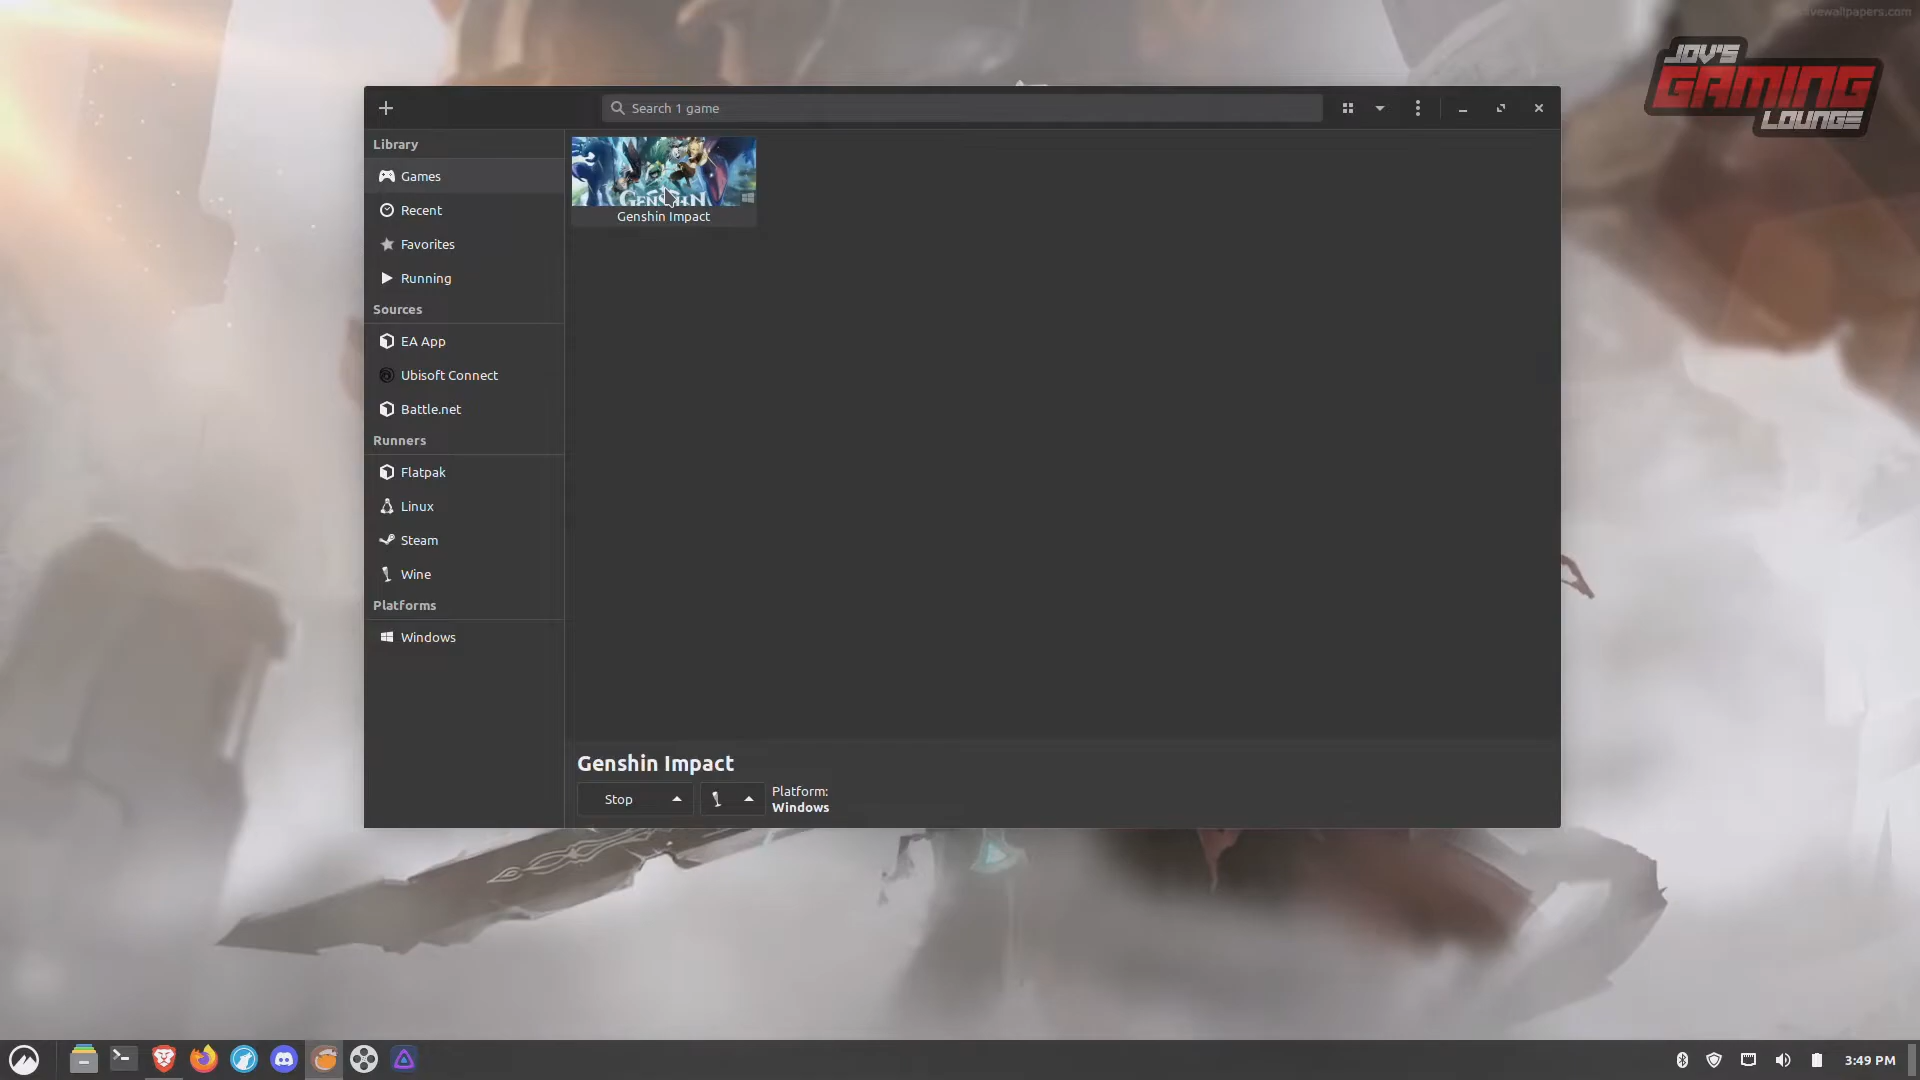 JOV'S
GAMING
LOUNGE
Search 1 game
Library
Games
Recent
Favorites
Running
Sources
EA App
Ubisoft Connect
Battle.net
Runners
Flatpak
Linux
Steam
Wine
Platforms
Windows
GENSHIN
Genshin Impact
Genshin Impact
Stop
Platform:
Windows
3:49 PM